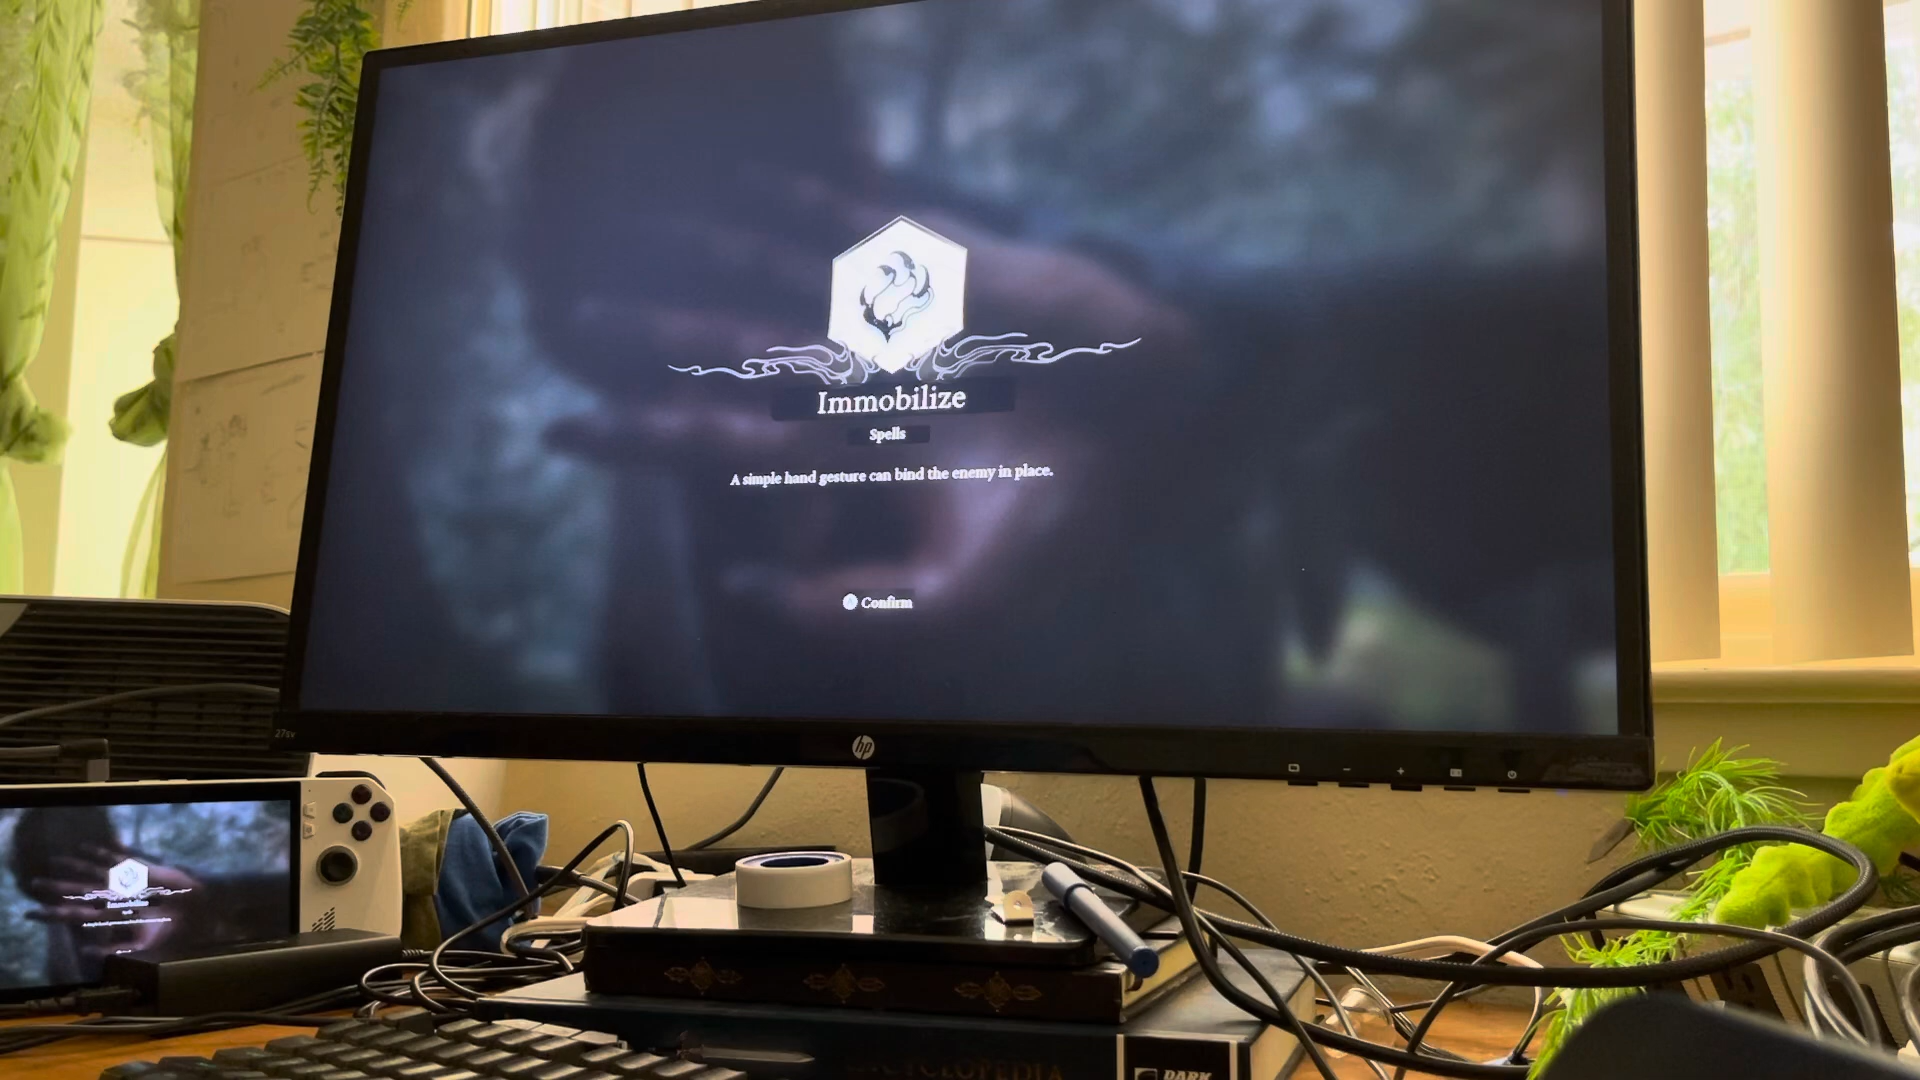 Immobilize
Spells
A simple hand gesture can bind the enemy in place.
Confirm
27sv
hp
Immobilize
ENCYCLOPEDIA
DARK